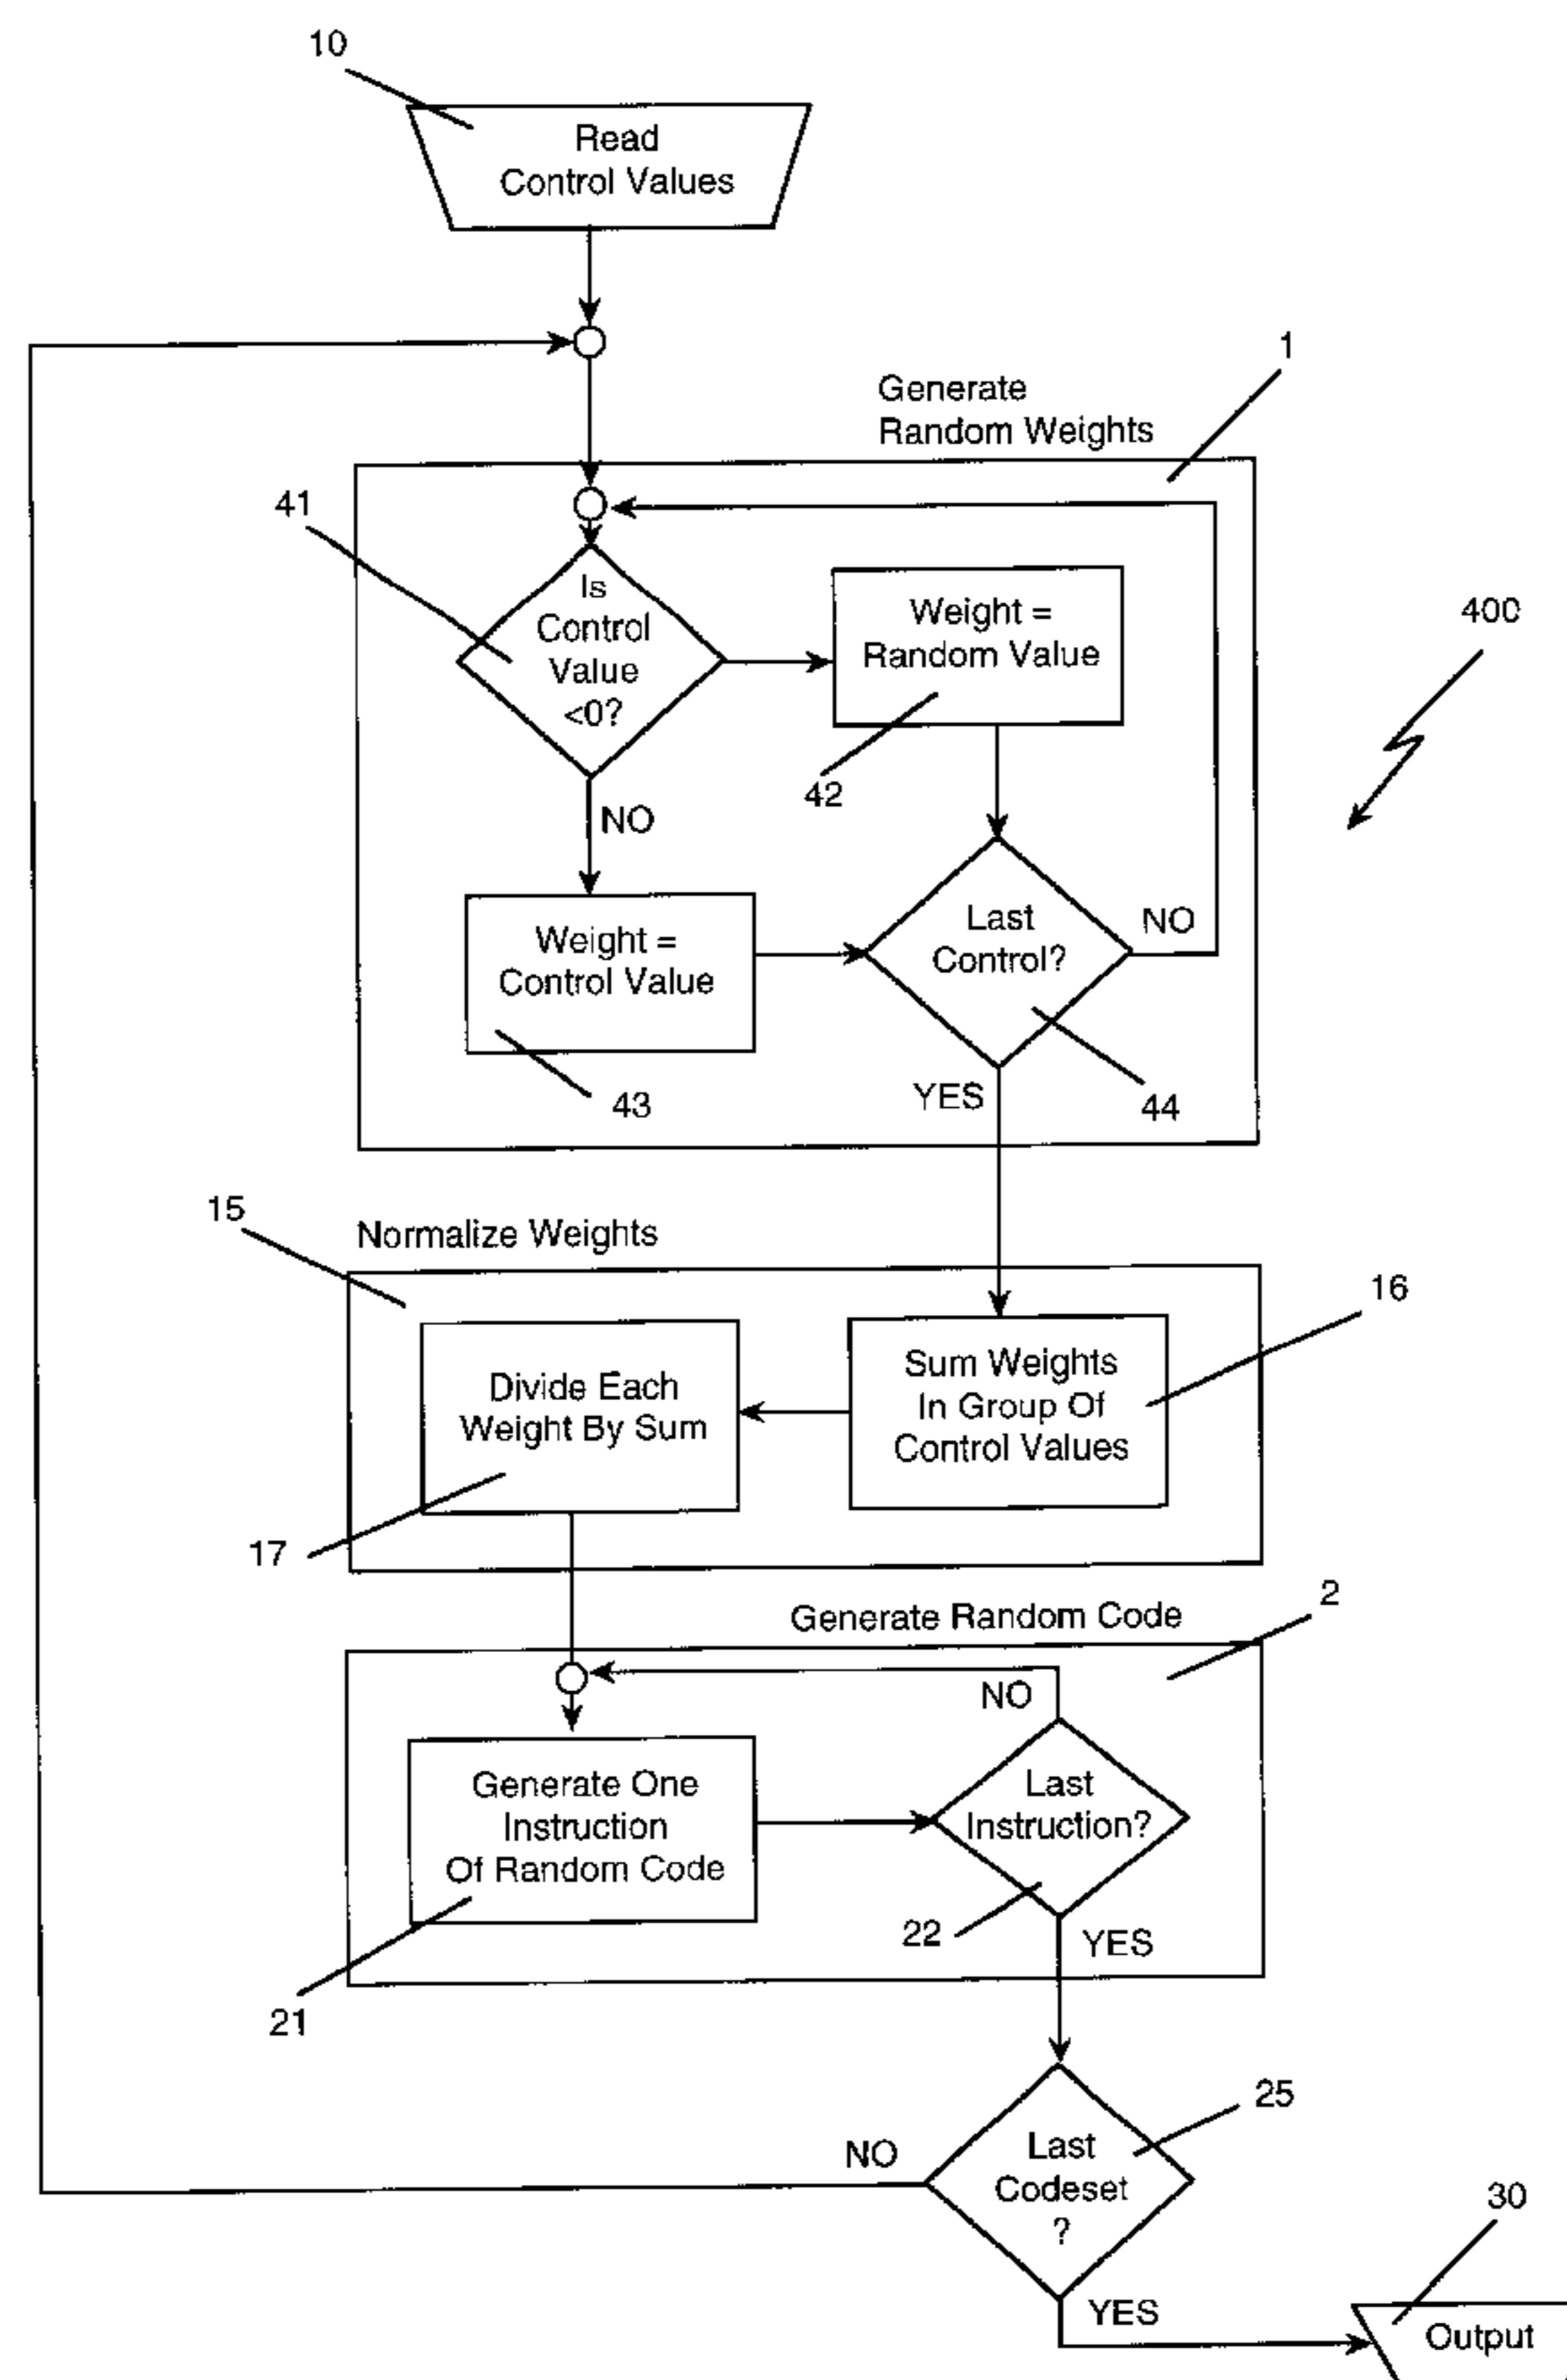 10
Read
Control Values
1
Generate
Random Weights
41
Is
Control
Value
<0?
Weight =
Random Value
400
42
NO
Weight =
Control Value
Last
Control?
NO
43
YES
44
15
Normalize Weights
16
Divide Each
Weight By Sum
Sum Weights
In Group Of
Control Values
17
2
Generate Random Code
NO
Generate One
Instruction
Of Random Code
Last
Instruction?
22
YES
21
25
NO
Last
Codeset
?
30
YES
Output